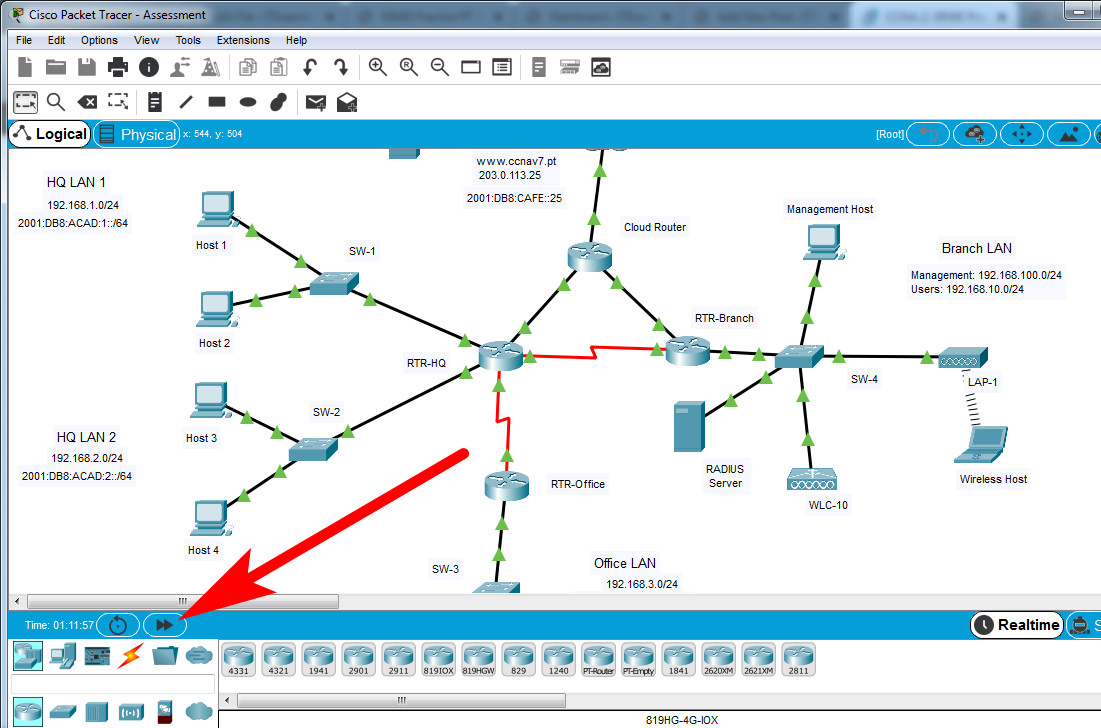 Cisco Packet Tracer - Assessment
File Edit Options View Tools Extensions Help
Logical Physical x: 544, y: 504 [Root]
www.ccnav7.pt
203.0.113.25
2001:DB8:CAFE::25
HQ LAN 1
192.168.1.0/24
2001:DB8:ACAD:1::/64
Host 1
SW-1
Cloud Router
Management Host
Branch LAN
Management: 192.168.100.0/24
Users: 192.168.10.0/24
Host 2
RTR-HQ
RTR-Branch
SW-4
LAP-1
HQ LAN 2
192.168.2.0/24
2001:DB8:ACAD:2::/64
Host 3
SW-2
RTR-Office
RADIUS
Server
WLC-10
Wireless Host
Host 4
SW-3
Office LAN
192.168.3.0/24
Time: 01:11:57
Realtime
S
4331 4321 1941 2901 2911 819IOX 819HGW 829 1240 PT-Router PT-Empty 1841 2620XM 2621XM 2811
819HG-4G-IOX